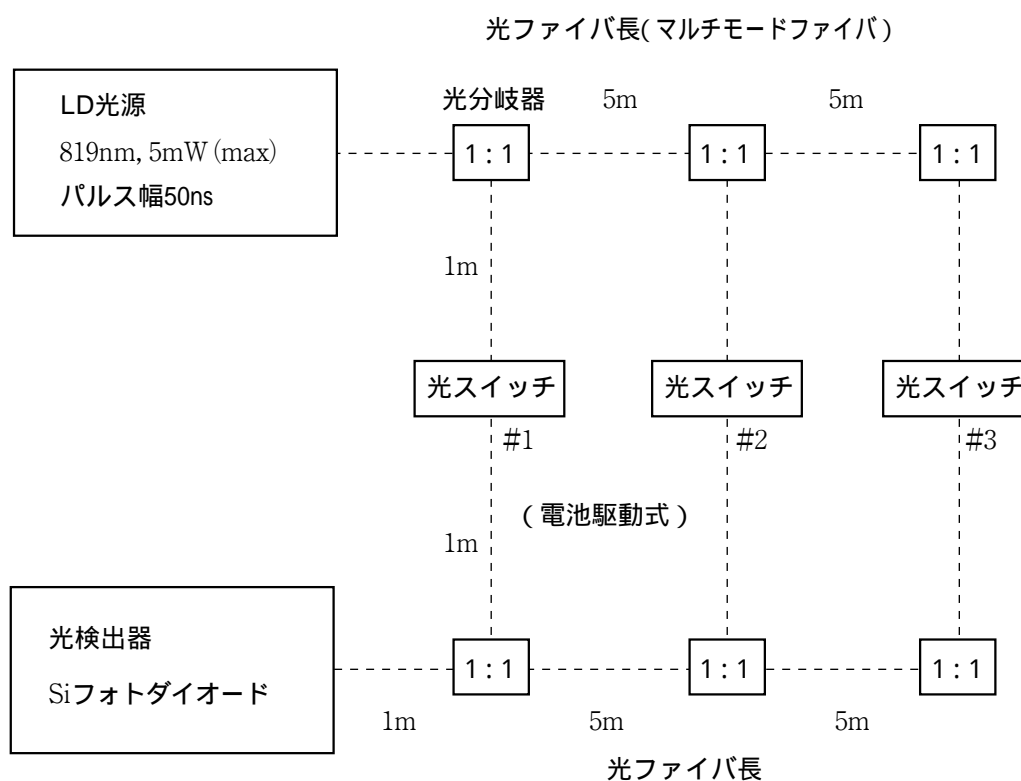 光ファイバ長(マルチモードファイバ)
LD光源
819nm, 5mW (max)
パルス幅50ns
光分岐器
5m
5m
1 : 1
1 : 1
1 : 1
1m
光スイッチ
光スイッチ
光スイッチ
#1
#2
#3
(電池駆動式)
1m
光検出器
Siフォトダイオード
1 : 1
1 : 1
1 : 1
1m
5m
5m
光ファイバ長